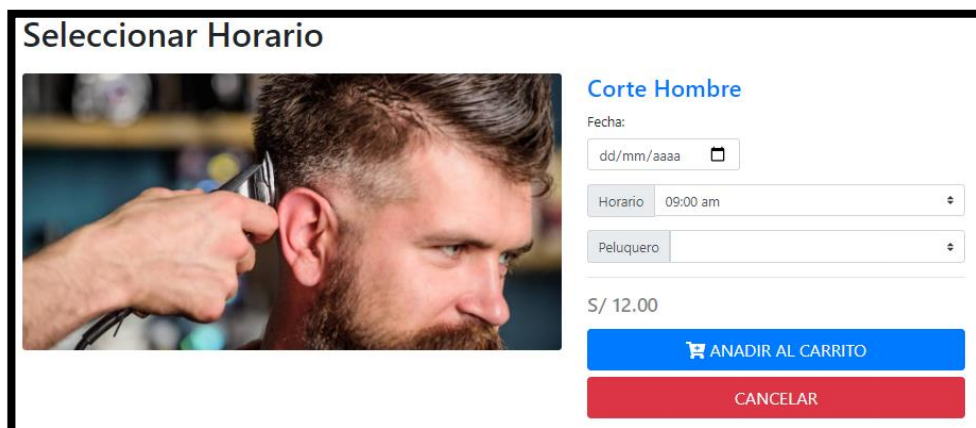 Seleccionar Horario
Corte Hombre
Fecha:
dd/mm/aaaa
Horario 09:00 am
Peluquero
S/ 12.00
ANADIR AL CARRITO
CANCELAR